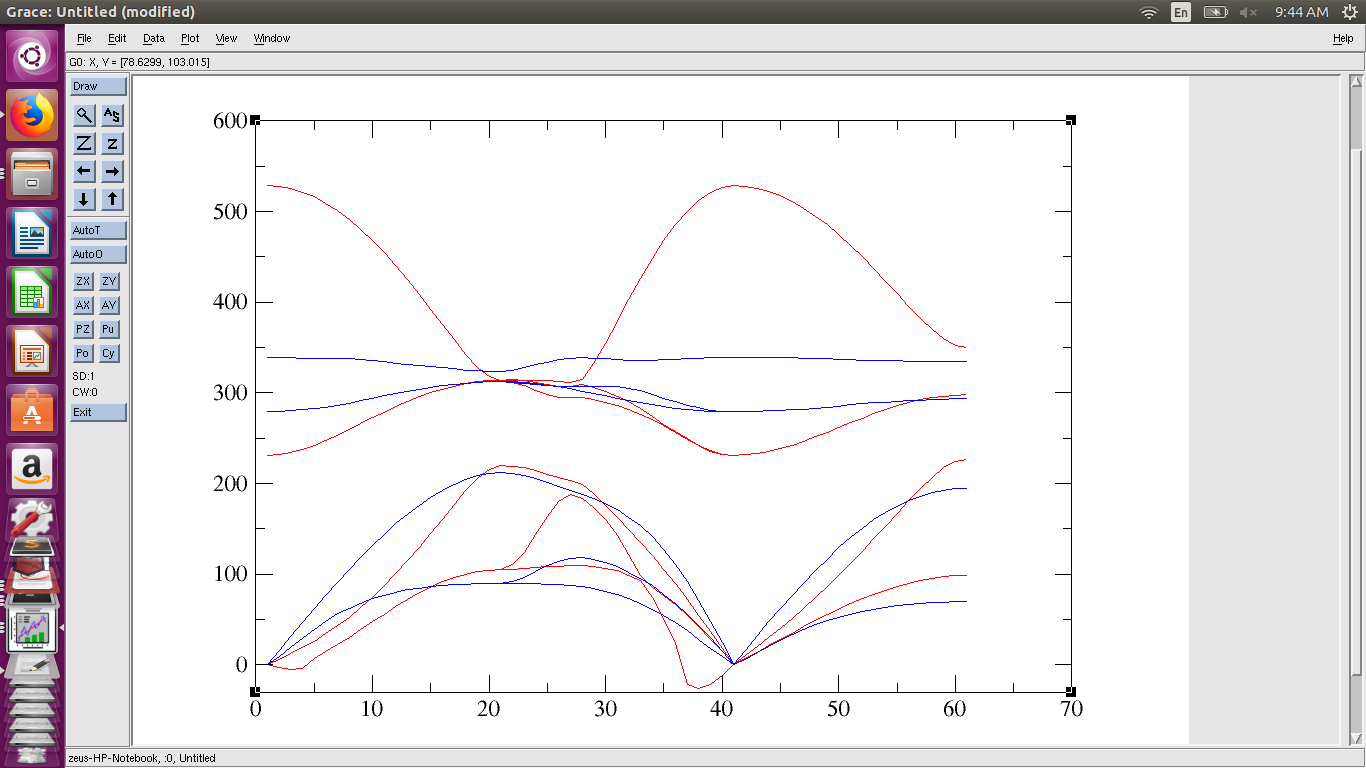 Grace: Untitled (modified)
En
9:44 AM
File Edit Data Plot View Window Help
G0: X, Y = [78.6299, 103.015]
Draw
AS
Z z
AutoT
AutoO
ZX ZY
AX AY
PZ Pu
Po Cy
SD:1
CW:0
Exit
600
500
400
300
200
100
0
0 10 20 30 40 50 60 70
A
a
S
zeus-HP-Notebook, :0, Untitled